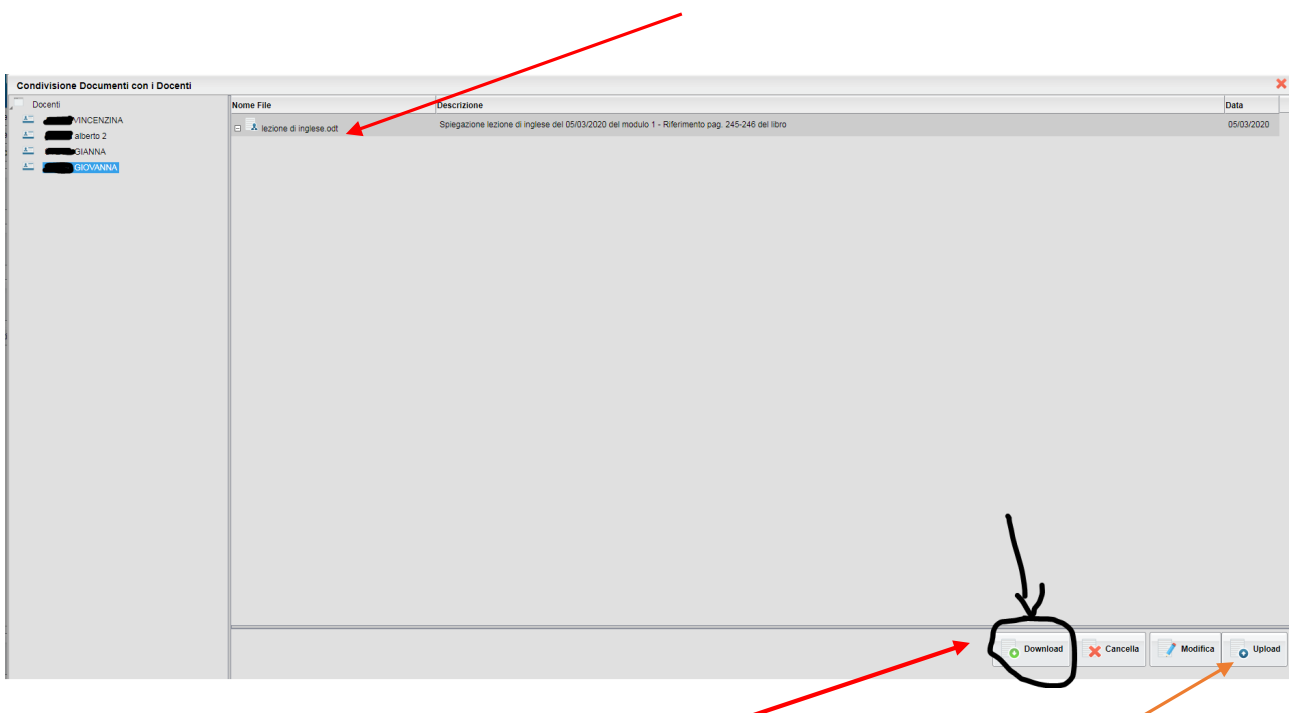 Condivisione Documenti con i Docenti
Docenti
VINCENZINA
alberto 2
GIANNA
GIOVANNA
Nome File Descrizione Data
lezione di inglese.odt Spiegazione lezione di inglese del 05/03/2020 del modulo 1 - Riferimento pag. 245-246 del libro 05/03/2020
Download Cancella Modifica Upload